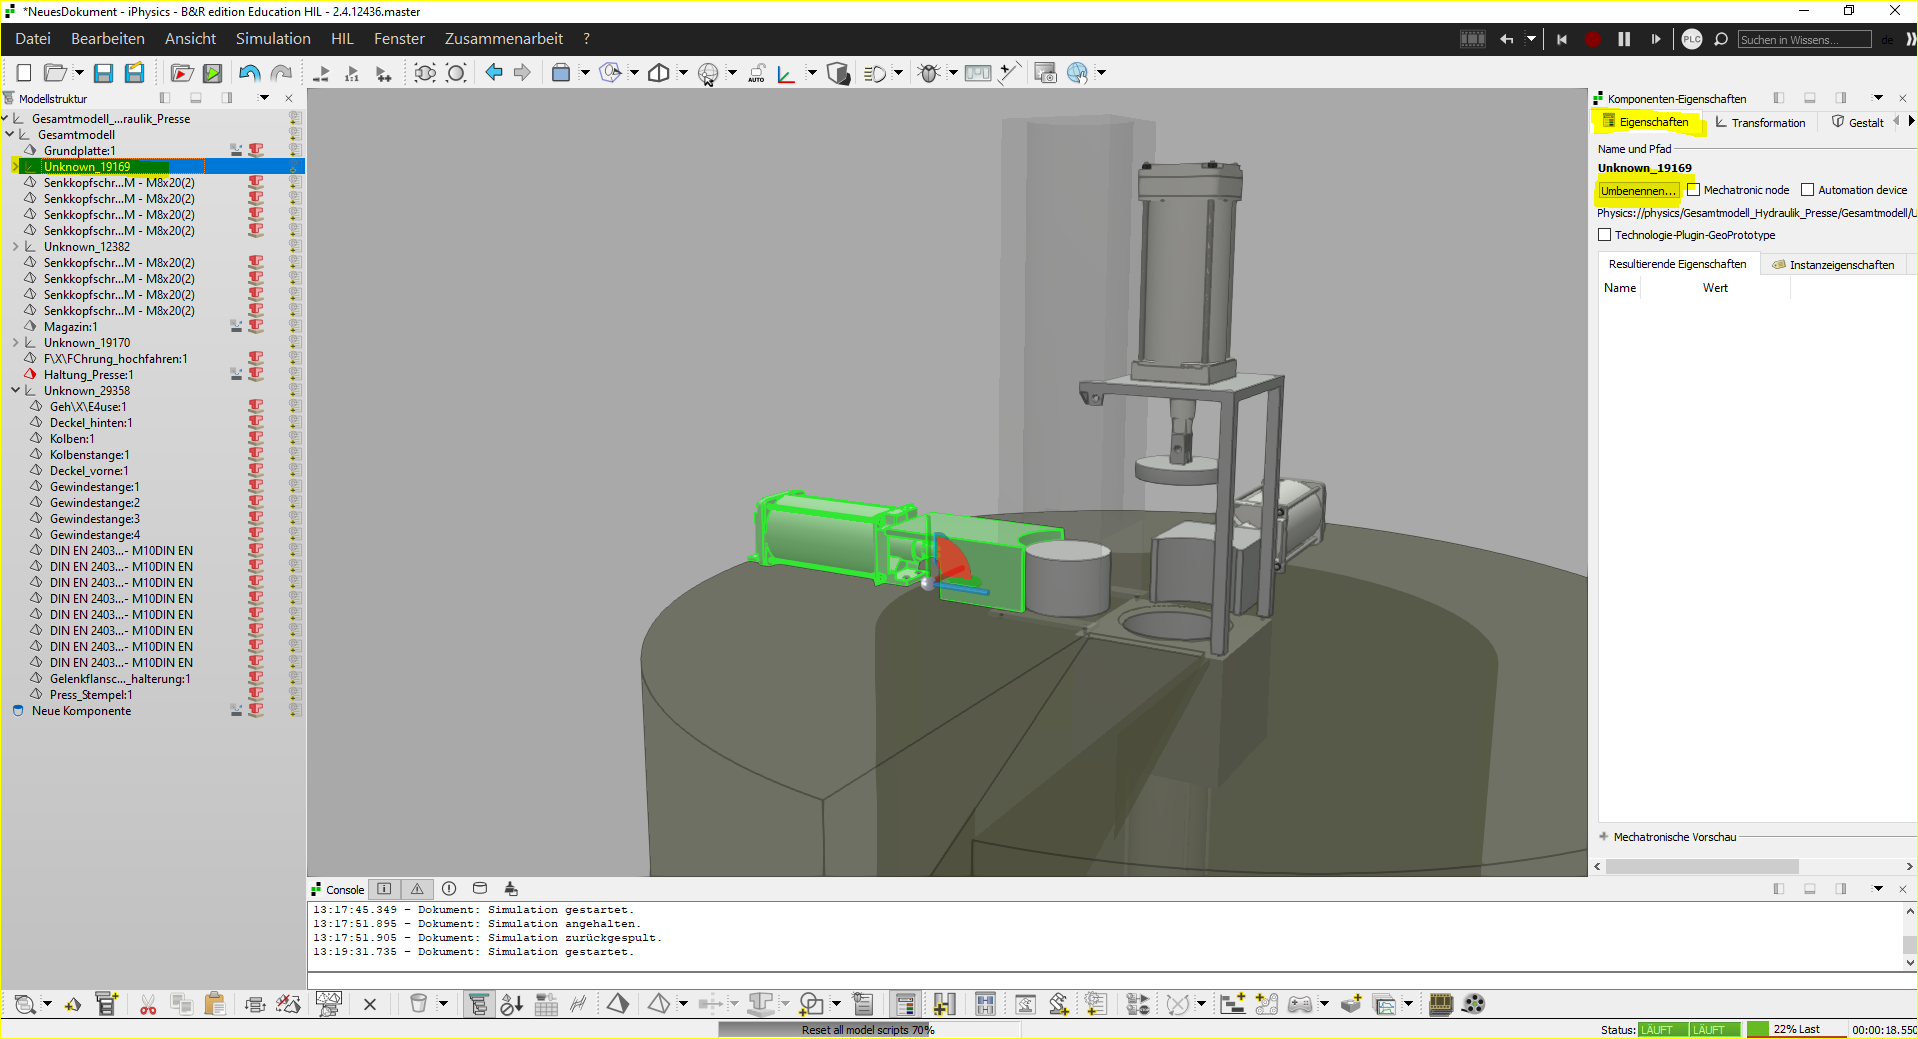 *NeuesDokument - iPhysics - B&R edition Education HIL - 2.4.12436.master
Datei Bearbeiten Ansicht Simulation HIL Fenster Zusammenarbeit ?
PLC Suchen in Wissens... de
1:1 AUTO
Modellstruktur
Gesamtmodell_...raulik_Presse
Gesamtmodell
Grundplatte:1
Unknown_19169
Senkkopfschr...M - M8x20(2)
Senkkopfschr...M - M8x20(2)
Senkkopfschr...M - M8x20(2)
Senkkopfschr...M - M8x20(2)
Unknown_12382
Senkkopfschr...M - M8x20(2)
Senkkopfschr...M - M8x20(2)
Senkkopfschr...M - M8x20(2)
Senkkopfschr...M - M8x20(2)
Magazin:1
Unknown_19170
F\X\FChrung_hochfahren:1
Haltung_Presse:1
Unknown_29358
Geh\X\E4use:1
Deckel_hinten:1
Kolben:1
Kolbenstange:1
Deckel_vorne:1
Gewindestange:1
Gewindestange:2
Gewindestange:3
Gewindestange:4
DIN EN 2403...- M10DIN EN
DIN EN 2403...- M10DIN EN
DIN EN 2403...- M10DIN EN
DIN EN 2403...- M10DIN EN
DIN EN 2403...- M10DIN EN
DIN EN 2403...- M10DIN EN
DIN EN 2403...- M10DIN EN
DIN EN 2403...- M10DIN EN
Gelenkflansc..._halterung:1
Press_Stempel:1
Neue Komponente
Komponenten-Eigenschaften
Eigenschaften Transformation Gestalt
Name und Pfad
Unknown_19169
Umbenennen... Mechatronic node Automation device
Physics://physics/Gesamtmodell_Hydraulik_Presse/Gesamtmodell/U
Technologie-Plugin-GeoPrototype
Resultierende Eigenschaften Instanzeigenschaften
Name Wert
Mechatronische Vorschau
Console
13:17:45.349 - Dokument: Simulation gestartet.
13:17:51.895 - Dokument: Simulation angehalten.
13:17:51.905 - Dokument: Simulation zurückgespult.
13:19:31.735 - Dokument: Simulation gestartet.
Reset all model scripts 70%
Status: LÄUFT LÄUFT 22% Last 00:00:18.550